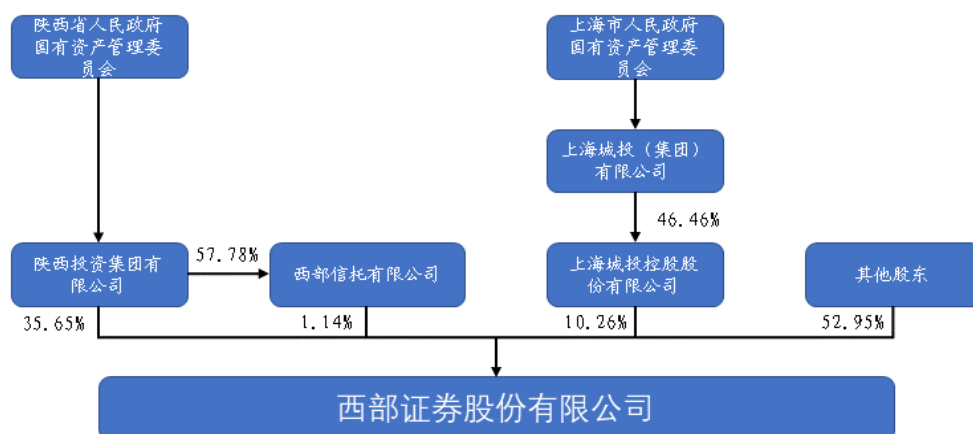 陕西省人民政府
国有资产管理委
员会
上海市人民政府
国有资产管理委
员会
上海城投（集团）
有限公司
46.46%
陕西投资集团有
限公司
57.78%
西部信托有限公司
上海城投控股股
份有限公司
其他股东
35.65%
1.14%
10.26%
52.95%
西部证券股份有限公司